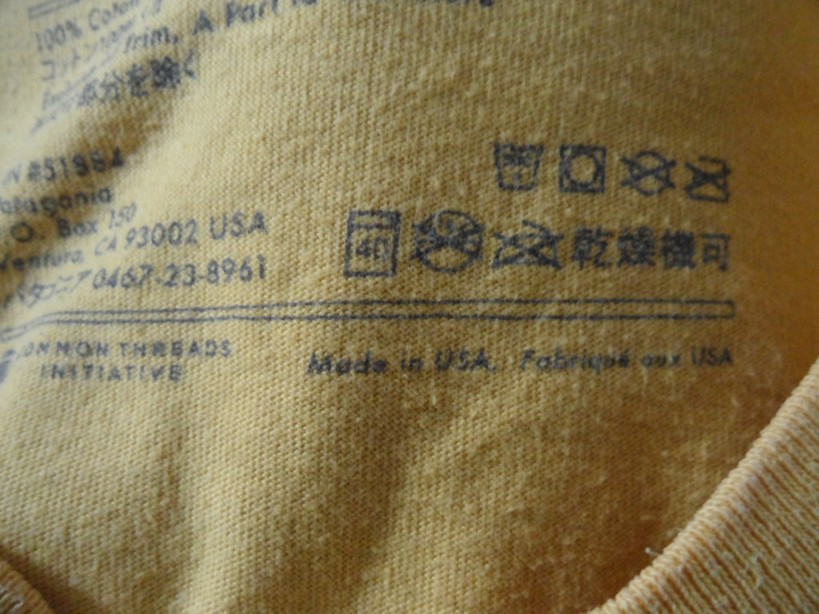 100% Cotton
コットン
trim, A Part
部分を除く
#51884
Patagonia
P.O. Box 150
Ventura, CA 93002 USA
パタゴニア 0467-23-8961
40 乾燥機可
COMMON THREADS
INITIATIVE
Made in USA. Fabriqué aux USA